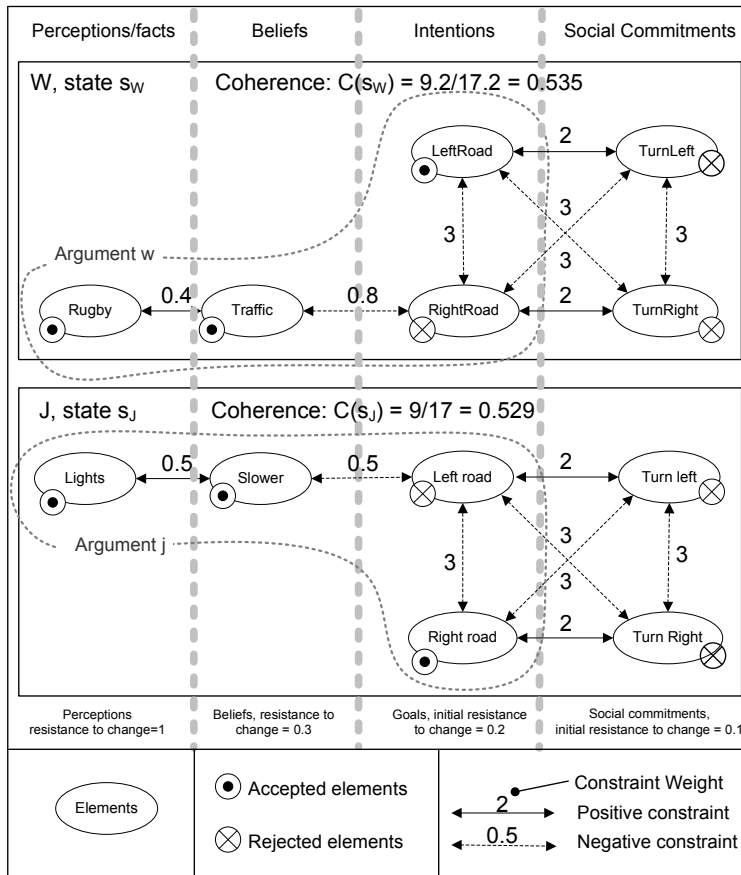 Perceptions/facts Beliefs Intentions Social Commitments
W, state sW Coherence: C(sW) = 9.2/17.2 = 0.535
LeftRoad 2 TurnLeft
3 3 3 3
Argument w
Rugby 0.4 Traffic 0.8 RightRoad 2 TurnRight
J, state sJ Coherence: C(sJ) = 9/17 = 0.529
Lights 0.5 Slower 0.5 Left road 2 Turn left
Argument j
3 3 3 3
Right road 2 Turn Right
Perceptions
resistance to change=1
Beliefs, resistance to
change = 0.3
Goals, initial resistance
to change = 0.2
Social commitments,
initial resistance to change = 0.1
Elements
Accepted elements
Rejected elements
Constraint Weight
2 Positive constraint
0.5 Negative constraint